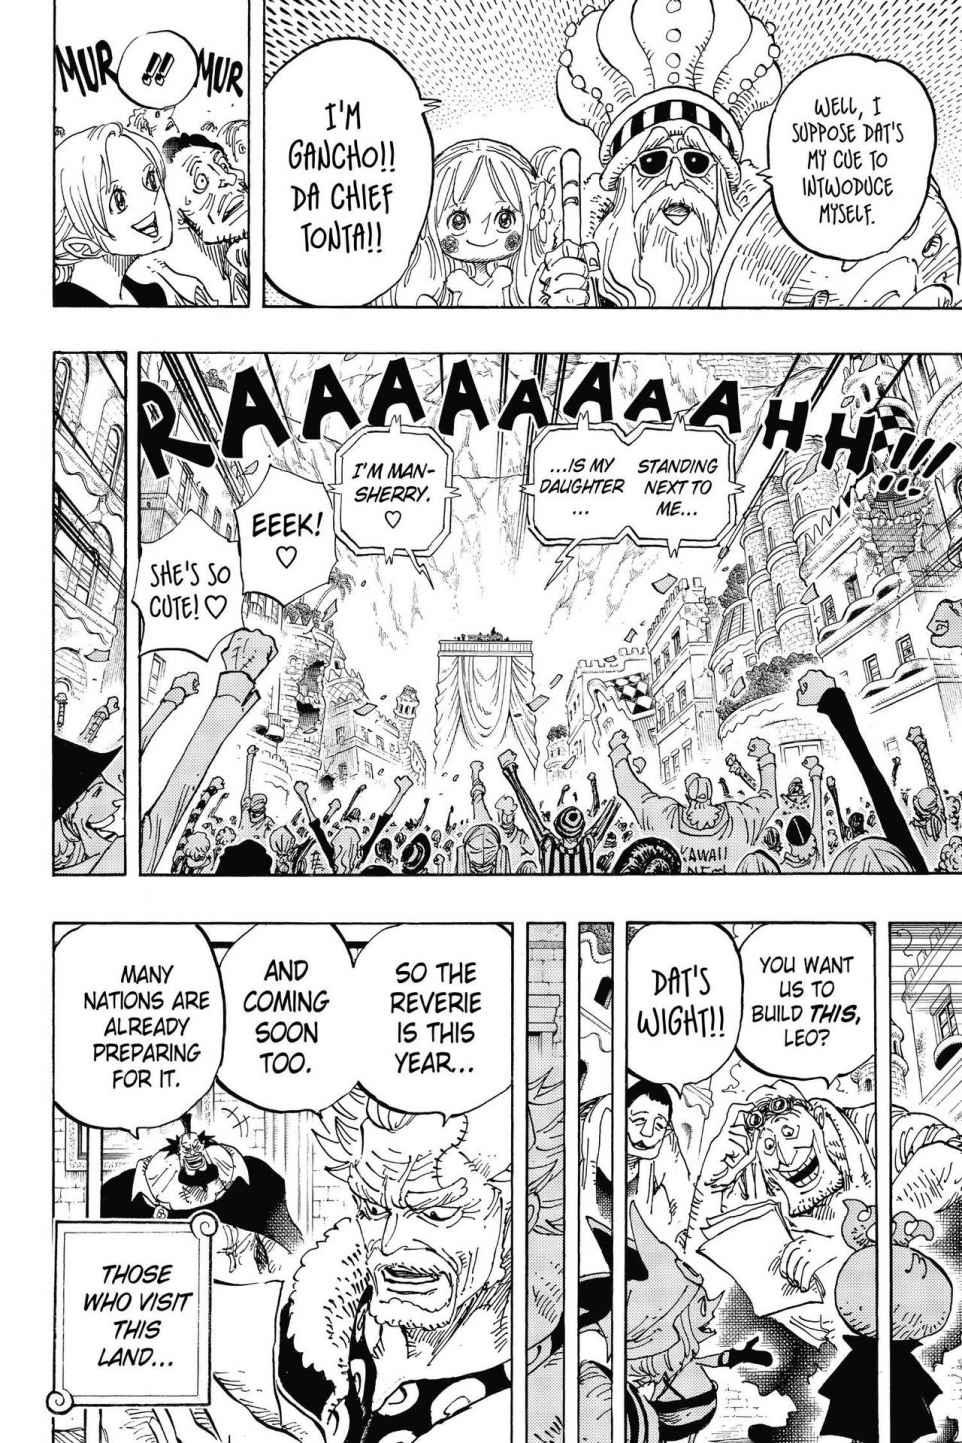 WELL, I
SUPPOSE DAT'S
MY CUE TO
INTWODUCE
MYSELF.
I'M
GANCHO!!
DA CHIEF
TONTA!!
MUR
!!
MUR
RAAAAAAAAAHH!!!
STANDING
NEXT TO
ME...
...IS MY
DAUGHTER
...
I'M MAN-
SHERRY.
♡
EEEK!
♡
SHE'S SO
CUTE!♡
KAWAII
YOU WANT
US TO
BUILD THIS,
LEO?
DAT'S
WIGHT!!
SO THE
REVERIE
IS THIS
YEAR...
AND
COMING
SOON
TOO.
MANY
NATIONS ARE
ALREADY
PREPARING
FOR IT.
THOSE
WHO VISIT
THIS
LAND...